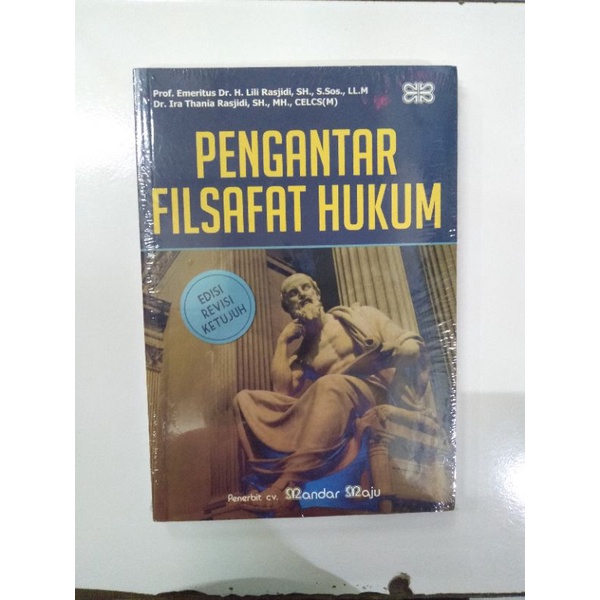 Prof. Emeritus Dr. H. Lili Rasjidi, SH., S.Sos., LL.M
Dr. Ira Thania Rasjidi, SH., MH., CELCS(M)
PENGANTAR
FILSAFAT HUKUM
EDISI
REVISI
KETUJUH
Penerbit cv. Mandar Maju